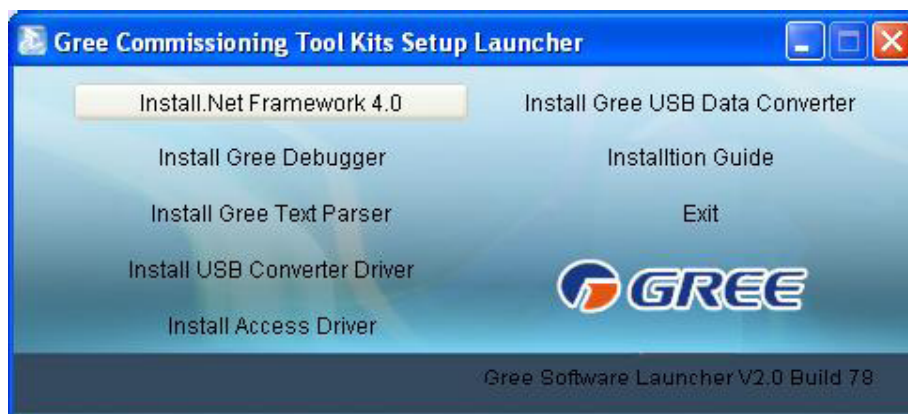 Gree Commissioning Tool Kits Setup Launcher
Install.Net Framework 4.0
Install Gree USB Data Converter
Install Gree Debugger
Installtion Guide
Install Gree Text Parser
Exit
Install USB Converter Driver
GREE
Install Access Driver
Gree Software Launcher V2.0 Build 78